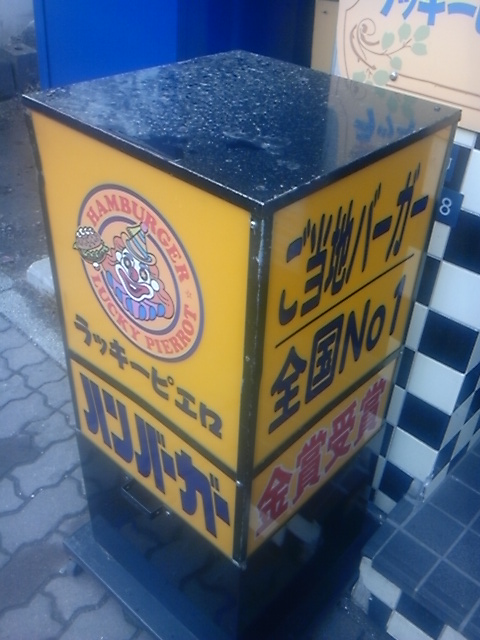 HAMBURGER
LUCKY PIERROT
ラッキーピエロ
ハンバーガー
ご当地バーガー
全国No1
金賞受賞
8